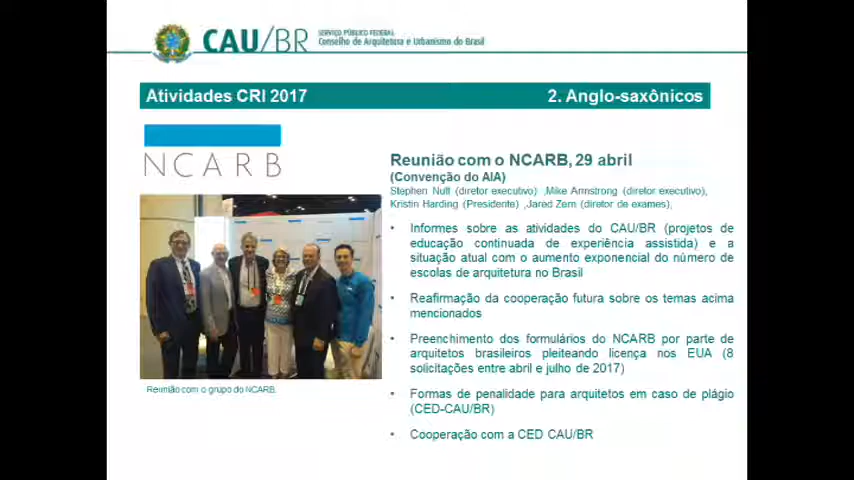 CAU/BR
SERVIÇO PÚBLICO FEDERAL
Conselho de Arquitetura e Urbanismo do Brasil
Atividades CRI 2017
2. Anglo-saxônicos
NCARB
Reunião com o NCARB, 29 abril
(Convenção do AIA)
Stephen Nutt (diretor executivo) ,Mike Armstrong (diretor executivo),
Kristin Harding (Presidente) ,Jared Zern (diretor de exames),
• Informes sobre as atividades do CAU/BR (projetos de
educação continuada de experiência assistida) e a
situação atual com o aumento exponencial do número de
escolas de arquitetura no Brasil
• Reafirmação da cooperação futura sobre os temas acima
mencionados
• Preenchimento dos formulários do NCARB por parte de
arquitetos brasileiros pleiteando licença nos EUA (8
solicitações entre abril e julho de 2017)
• Formas de penalidade para arquitetos em caso de plágio
(CED-CAU/BR)
• Cooperação com a CED CAU/BR
Reunião com o grupo do NCARB.